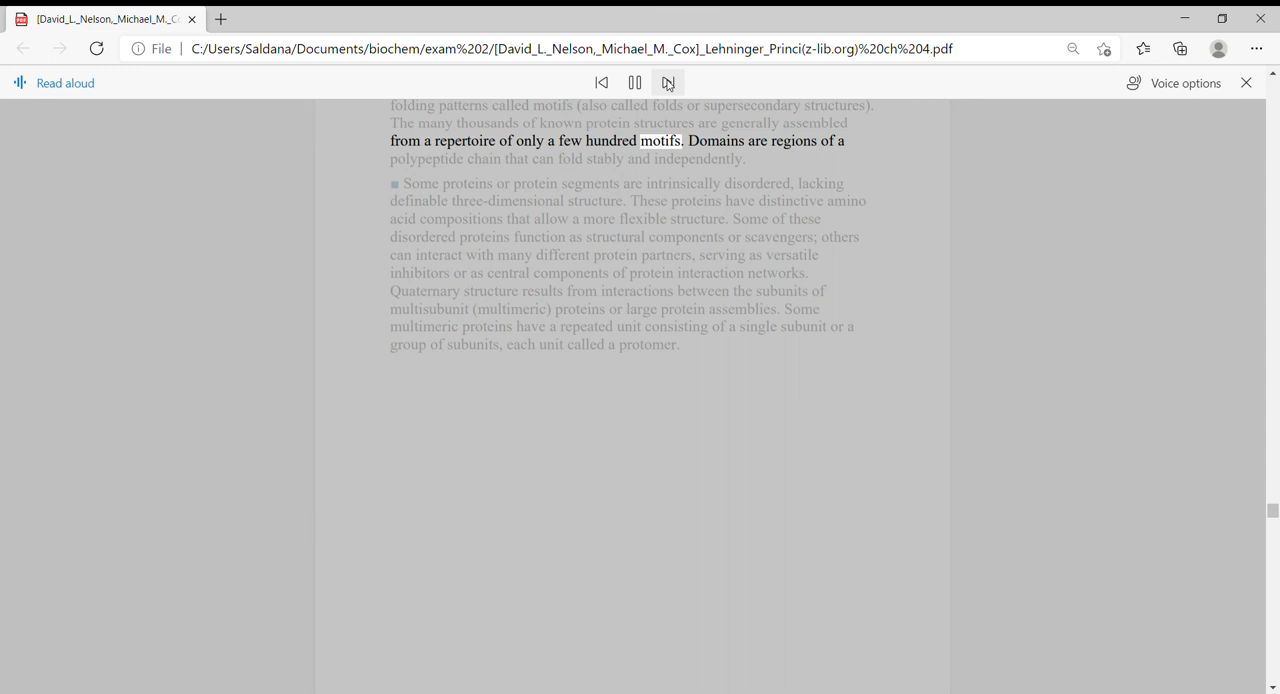 [David_L._Nelson,_Michael_M._C
File
C:/Users/Saldana/Documents/biochem/exam%202/[David_L._Nelson,_Michael_M._Cox]_Lehninger_Princi(z-lib.org)%20ch%204.pdf
Read aloud
Voice options
folding patterns called motifs (also called folds or supersecondary structures).
The many thousands of known protein structures are generally assembled
from a repertoire of only a few hundred motifs. Domains are regions of a
polypeptide chain that can fold stably and independently.
■ Some proteins or protein segments are intrinsically disordered, lacking
definable three-dimensional structure. These proteins have distinctive amino
acid compositions that allow a more flexible structure. Some of these
disordered proteins function as structural components or scavengers; others
can interact with many different protein partners, serving as versatile
inhibitors or as central components of protein interaction networks.
Quaternary structure results from interactions between the subunits of
multisubunit (multimeric) proteins or large protein assemblies. Some
multimeric proteins have a repeated unit consisting of a single subunit or a
group of subunits, each unit called a protomer.